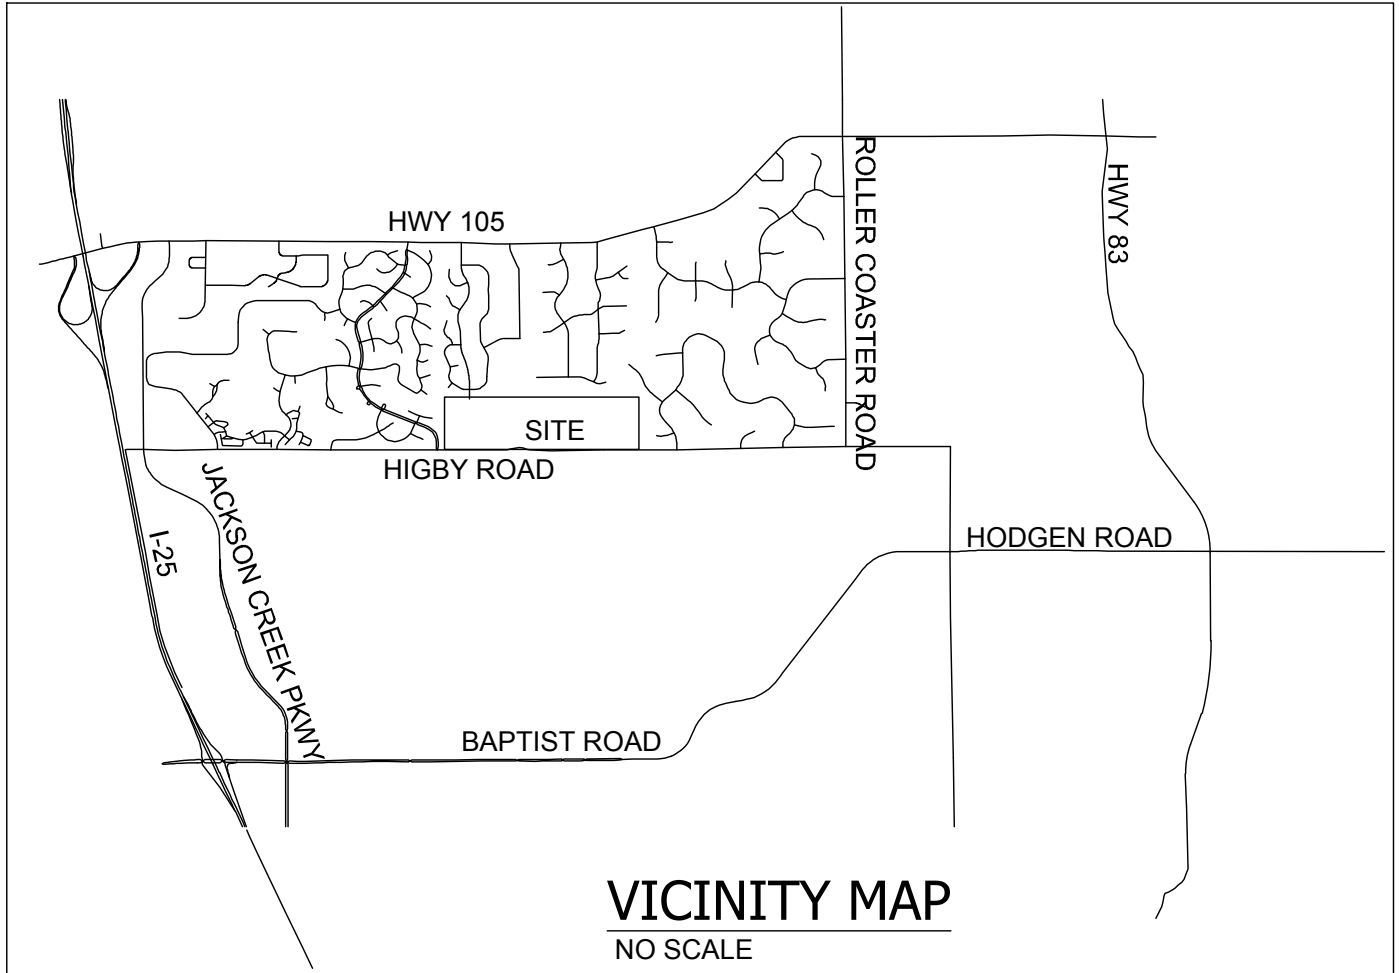 HWY 105
ROLLER COASTER ROAD
HWY 83
SITE
HIGBY ROAD
JACKSON CREEK PKWY
I-25
HODGEN ROAD
BAPTIST ROAD
VICINITY MAP
NO SCALE